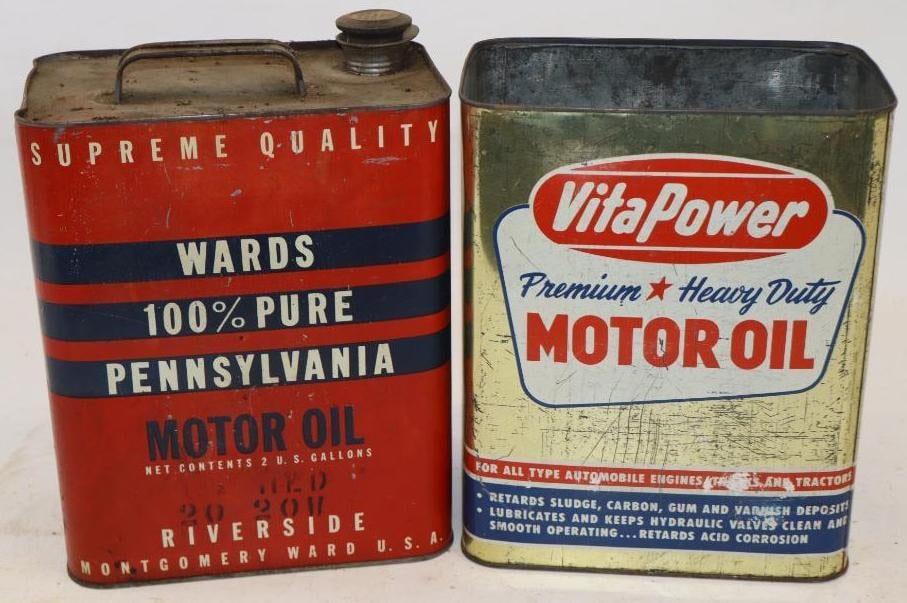 SUPREME QUALITY
WARDS
100% PURE
PENNSYLVANIA
MOTOR OIL
NET CONTENTS 2 U.S. GALLONS
20 20W
RIVERSIDE
MONTGOMERY WARD U.S.A.
VitaPower
Premium ★ Heavy Duty
MOTOR OIL
FOR ALL TYPE AUTOMOBILE ENGINES, AND TRACTORS
• RETARDS SLUDGE, CARBON, GUM AND VARNISH DEPOSITS
• LUBRICATES AND KEEPS HYDRAULIC VALVES CLEAN AND
SMOOTH OPERATING...RETARDS ACID CORROSION